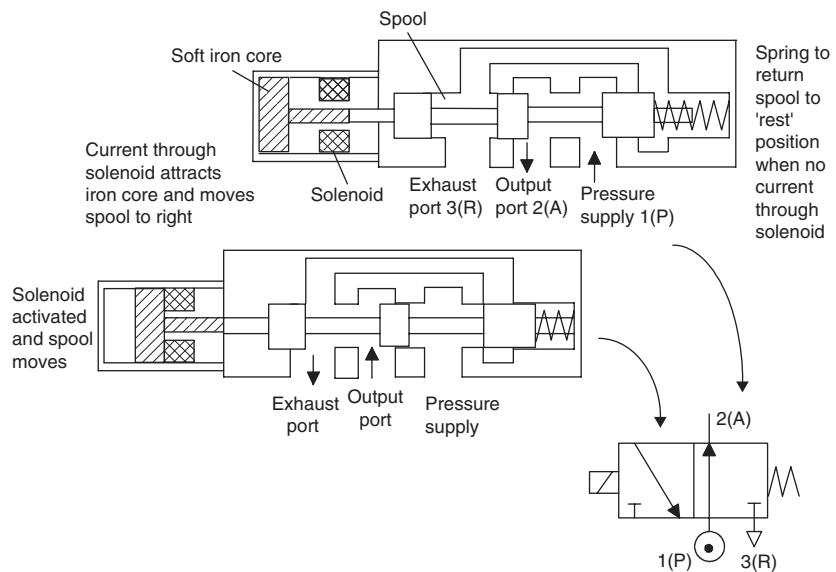 Spool
Soft iron core
Spring to
return
spool to
'rest'
position
when no
current
through
solenoid
Current through
solenoid attracts
iron core and moves
spool to right
Solenoid
Exhaust
port 3(R)
Output
port 2(A)
Pressure
supply 1(P)
Solenoid
activated
and spool
moves
Exhaust
port
Output
port
Pressure
supply
2(A)
1(P)
3(R)